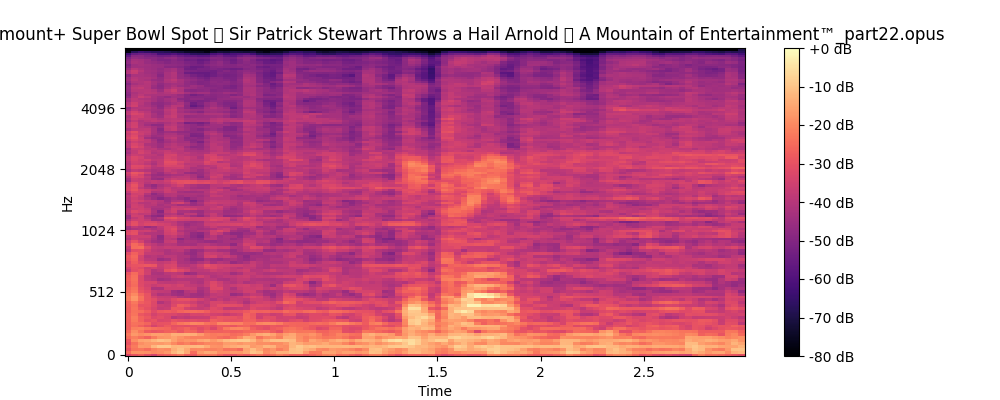 mount+ Super Bowl Spot ▯ Sir Patrick Stewart Throws a Hail Arnold ▯ A Mountain of Entertainment™ part22.opus
4096
2048
1024
512
0
Hz
0
0.5
1
1.5
2
2.5
Time
+0 dB
-10 dB
-20 dB
-30 dB
-40 dB
-50 dB
-60 dB
-70 dB
-80 dB